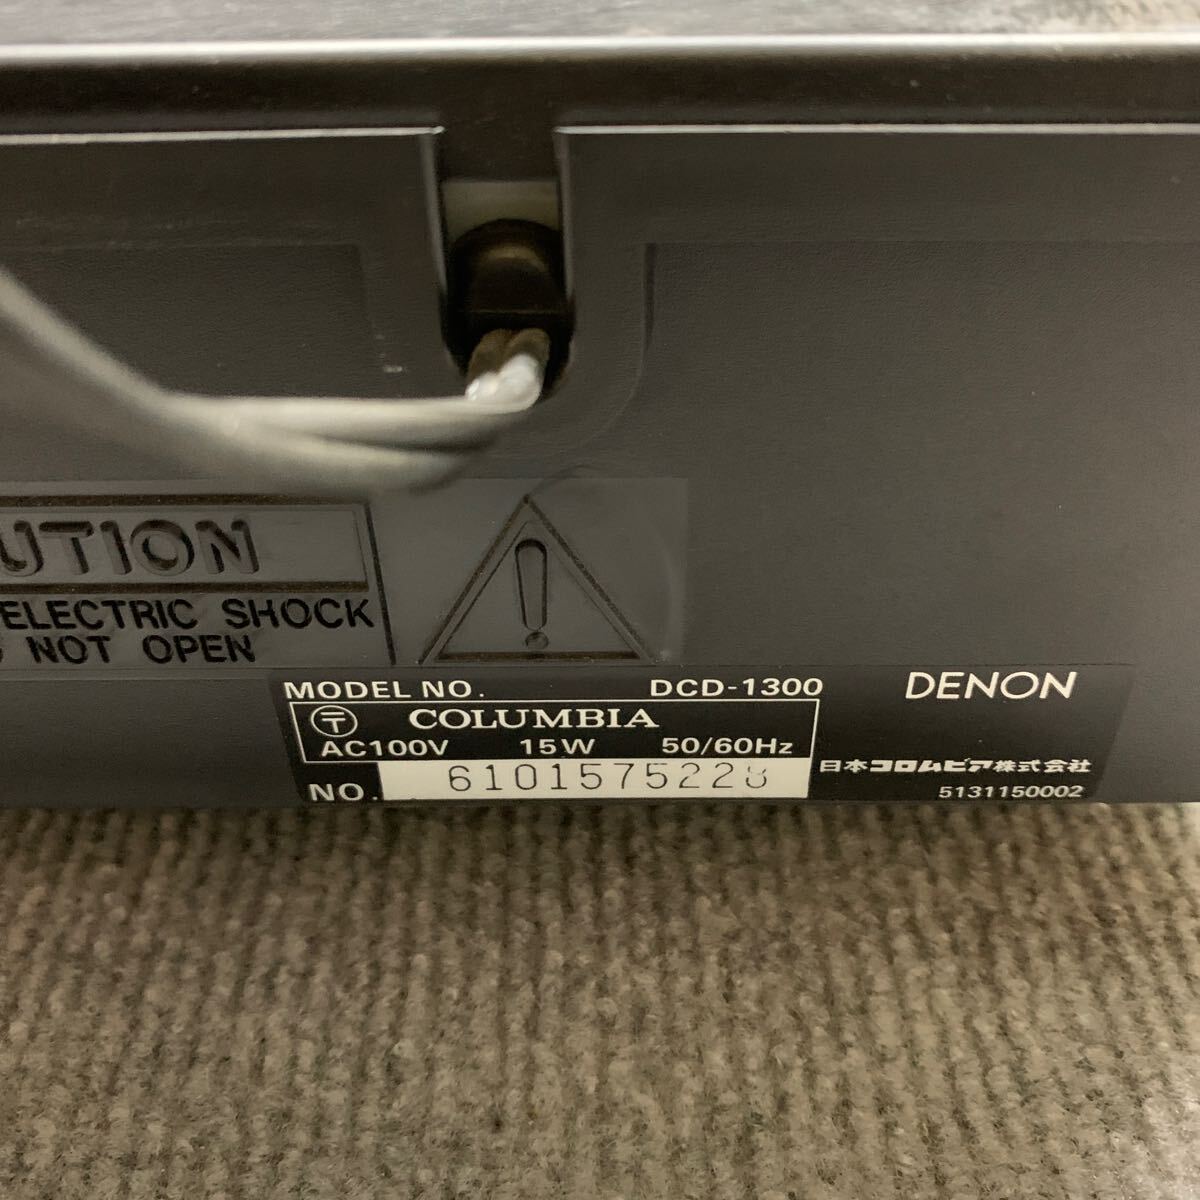 UTION
ELECTRIC SHOCK
NOT OPEN
MODEL NO. DCD-1300
DENON
〒 COLUMBIA
AC100V 15W 50/60Hz
日本コロムビア株式会社
NO. 6101575228
5131150002